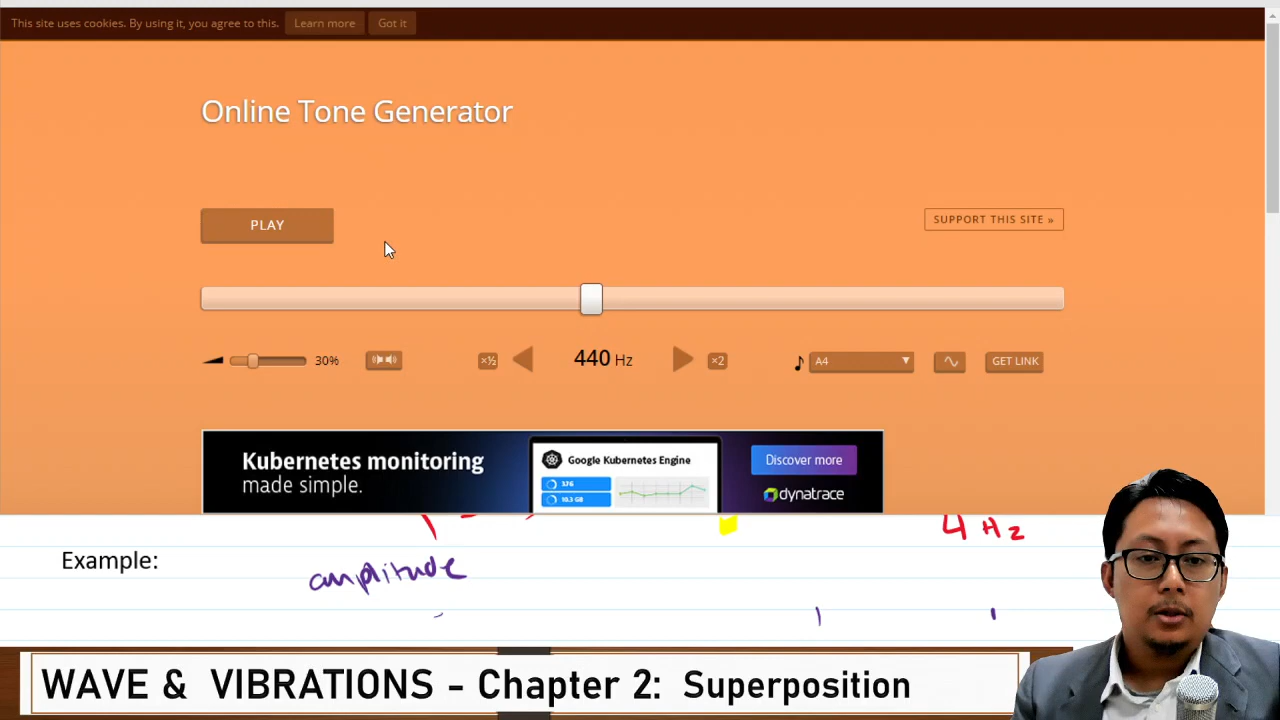 This site uses cookies. By using it, you agree to this. Learn more Got it
Online Tone Generator
PLAY
SUPPORT THIS SITE »
30% ×½ 440 Hz ×2 A4 GET LINK
Kubernetes monitoring
made simple.
Google Kubernetes Engine
Discover more
dynatrace
4 Hz
Example:
amplitude
WAVE & VIBRATIONS - Chapter 2: Superposition